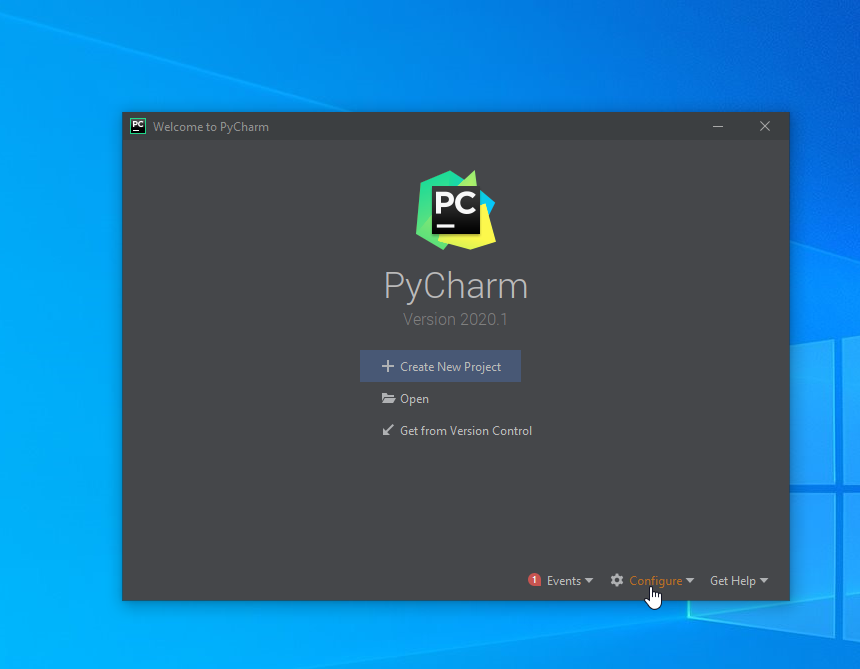 PC Welcome to PyCharm
PC
PyCharm
Version 2020.1
Create New Project
Open
Get from Version Control
1 Events Configure Get Help